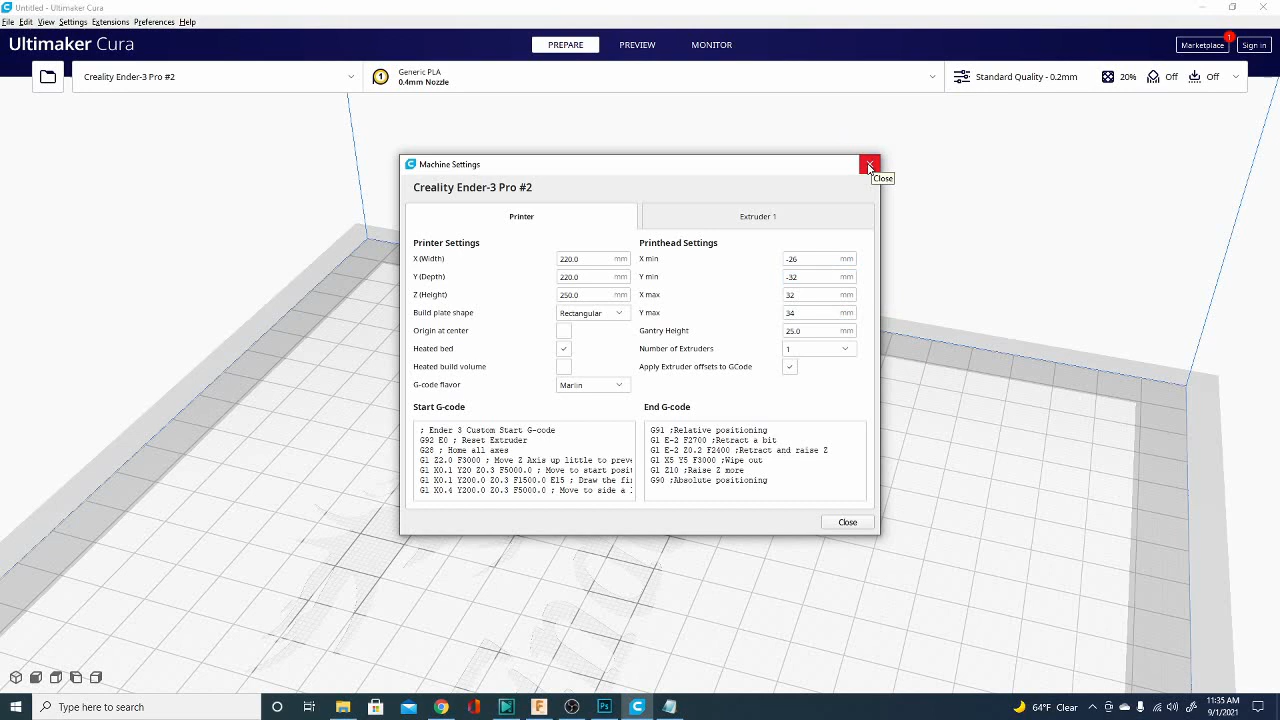 Untitled - Ultimaker Cura
File Edit View Settings Extensions Preferences Help
Ultimaker Cura
PREPARE
PREVIEW
MONITOR
Marketplace
1
Sign in
Creality Ender-3 Pro #2
1
Generic PLA
0.4mm Nozzle
Standard Quality - 0.2mm
20%
Off
Off
Machine Settings
Close
Creality Ender-3 Pro #2
Printer
Extruder 1
Printer Settings
X (Width) 220.0 mm
Y (Depth) 220.0 mm
Z (Height) 250.0 mm
Build plate shape Rectangular
Origin at center
Heated bed
Heated build volume
G-code flavor Marlin
Printhead Settings
X min -26 mm
Y min -32 mm
X max 32 mm
Y max 34 mm
Gantry Height 25.0 mm
Number of Extruders 1
Apply Extruder offsets to GCode
Start G-code
; Ender 3 Custom Start G-code
G92 E0 ; Reset Extruder
G28 ; Home all axes
G1 Z2.0 F3000 ; Move Z Axis up little to preve
G1 X0.1 Y20 Z0.3 F5000.0 ; Move to start posit
G1 X0.1 Y200.0 Z0.3 F1500.0 E15 ; Draw the fi
G1 X0.4 Y200.0 Z0.3 F5000.0 ; Move to side a
End G-code
G91 ;Relative positioning
G1 E-2 F2700 ;Retract a bit
G1 E-2 Z0.2 F2400 ;Retract and raise Z
G1 X5 Y5 F3000 ;Wipe out
G1 Z10 ;Raise Z more
G90 ;Absolute positioning
Close
Type here to search
64°F Clear
11:35 AM
9/1/2021